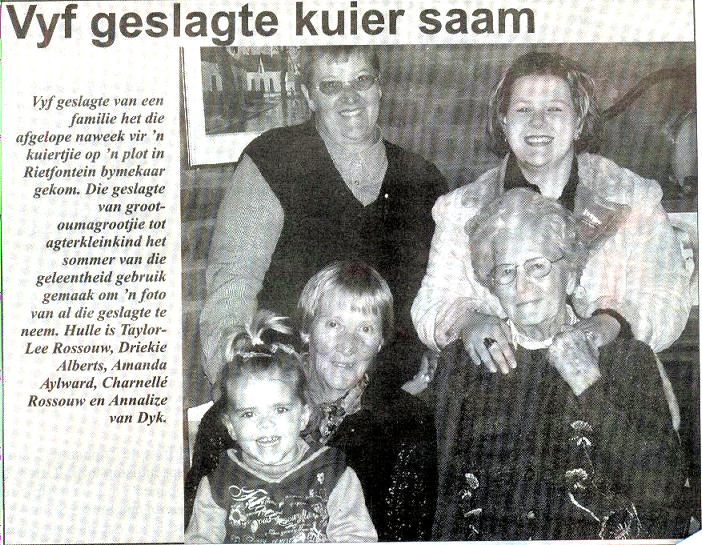 Vyf geslagte kuier saam
Vyf geslagte van een
familie het die
afgelope naweek vir 'n
kuiertjie op 'n plot in
Rietfontein bymekaar
gekom. Die geslagte
van groot-
oumagrootjie tot
agterkleinkind het
sommer van die
geleentheid gebruik
gemaak om 'n foto
van al die geslagte te
neem. Hulle is Taylor-
Lee Rossouw, Driekie
Alberts, Amanda
Aylward, Charnellé
Rossouw en Annalize
van Dyk.